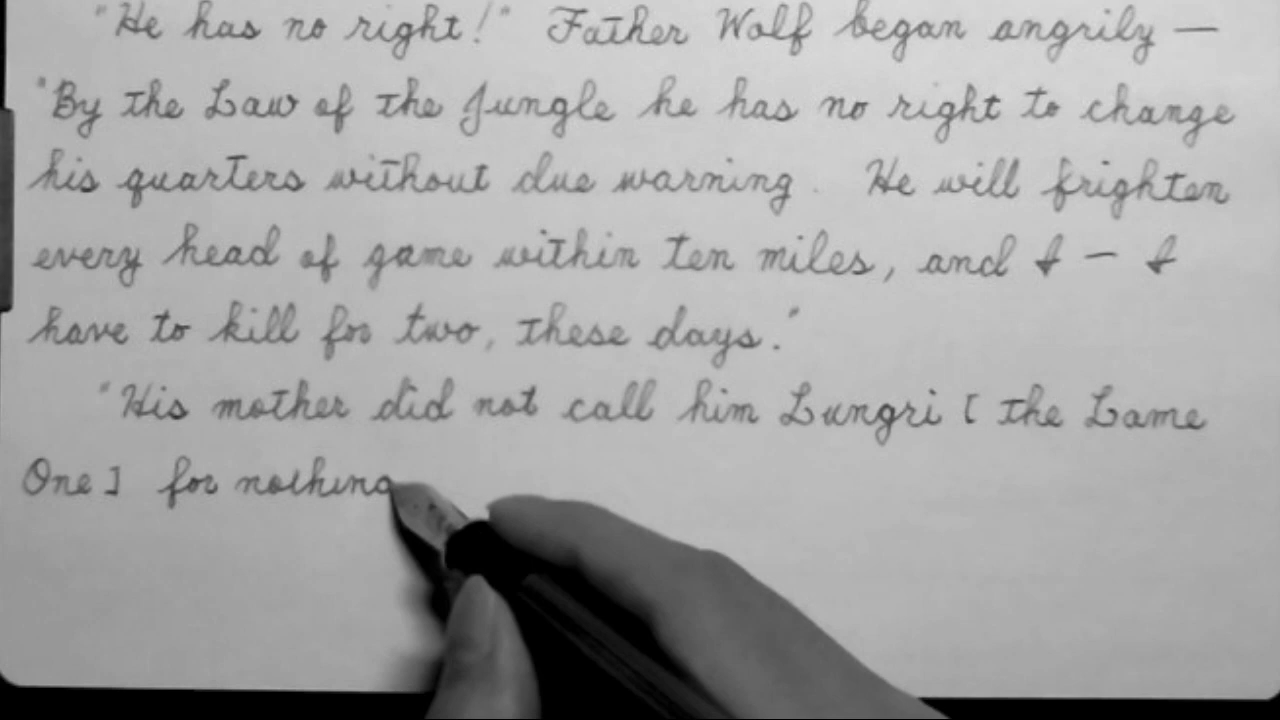 "He has no right!" Father Wolf began angrily —
"By the Law of the Jungle he has no right to change
his quarters without due warning. He will frighten
every head of game within ten miles, and I — I
have to kill for two, these days."
"His mother did not call him Lungri [the Lame
One] for nothing